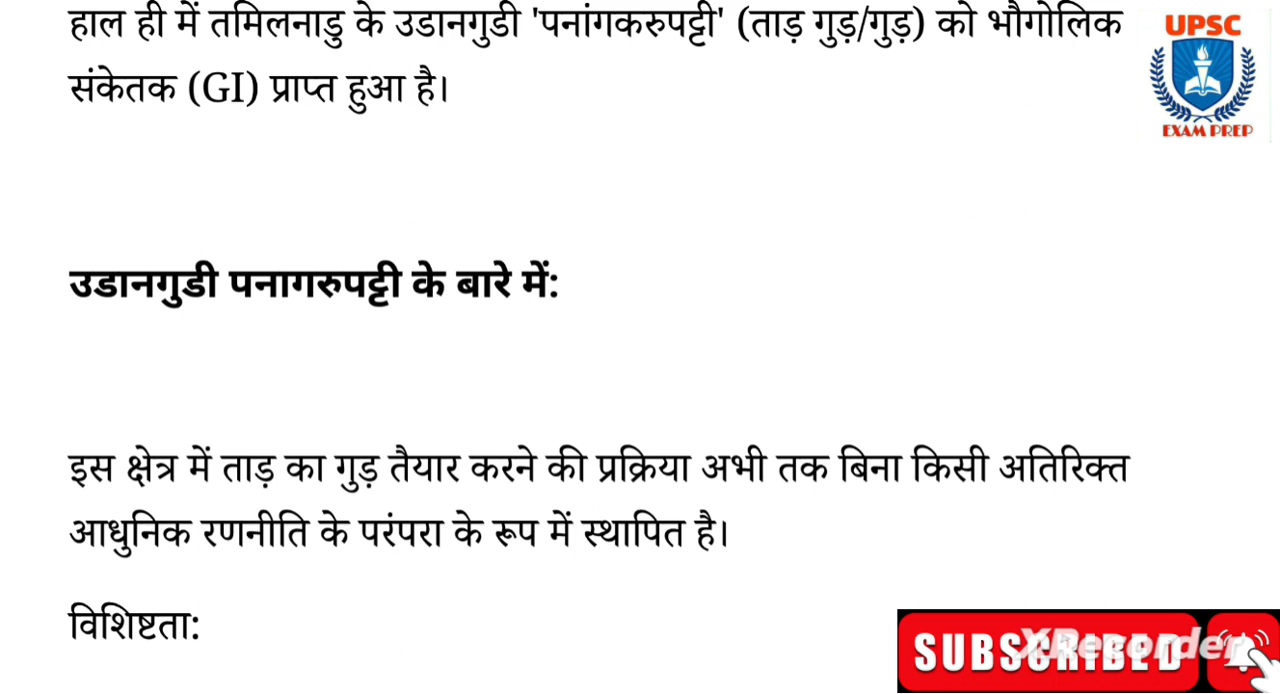 हाल ही में तमिलनाडु के उडानगुडी 'पनांगकरुपट्टी' (ताड़ गुड़/गुड़) को भौगोलिक
संकेतक (GI) प्राप्त हुआ है।
UPSC
EXAM PREP
उडानगुडी पनागरुपट्टी के बारे में:
इस क्षेत्र में ताड़ का गुड़ तैयार करने की प्रक्रिया अभी तक बिना किसी अतिरिक्त
आधुनिक रणनीति के परंपरा के रूप में स्थापित है।
विशिष्टता:
SUBSCRIBED
XRecorder